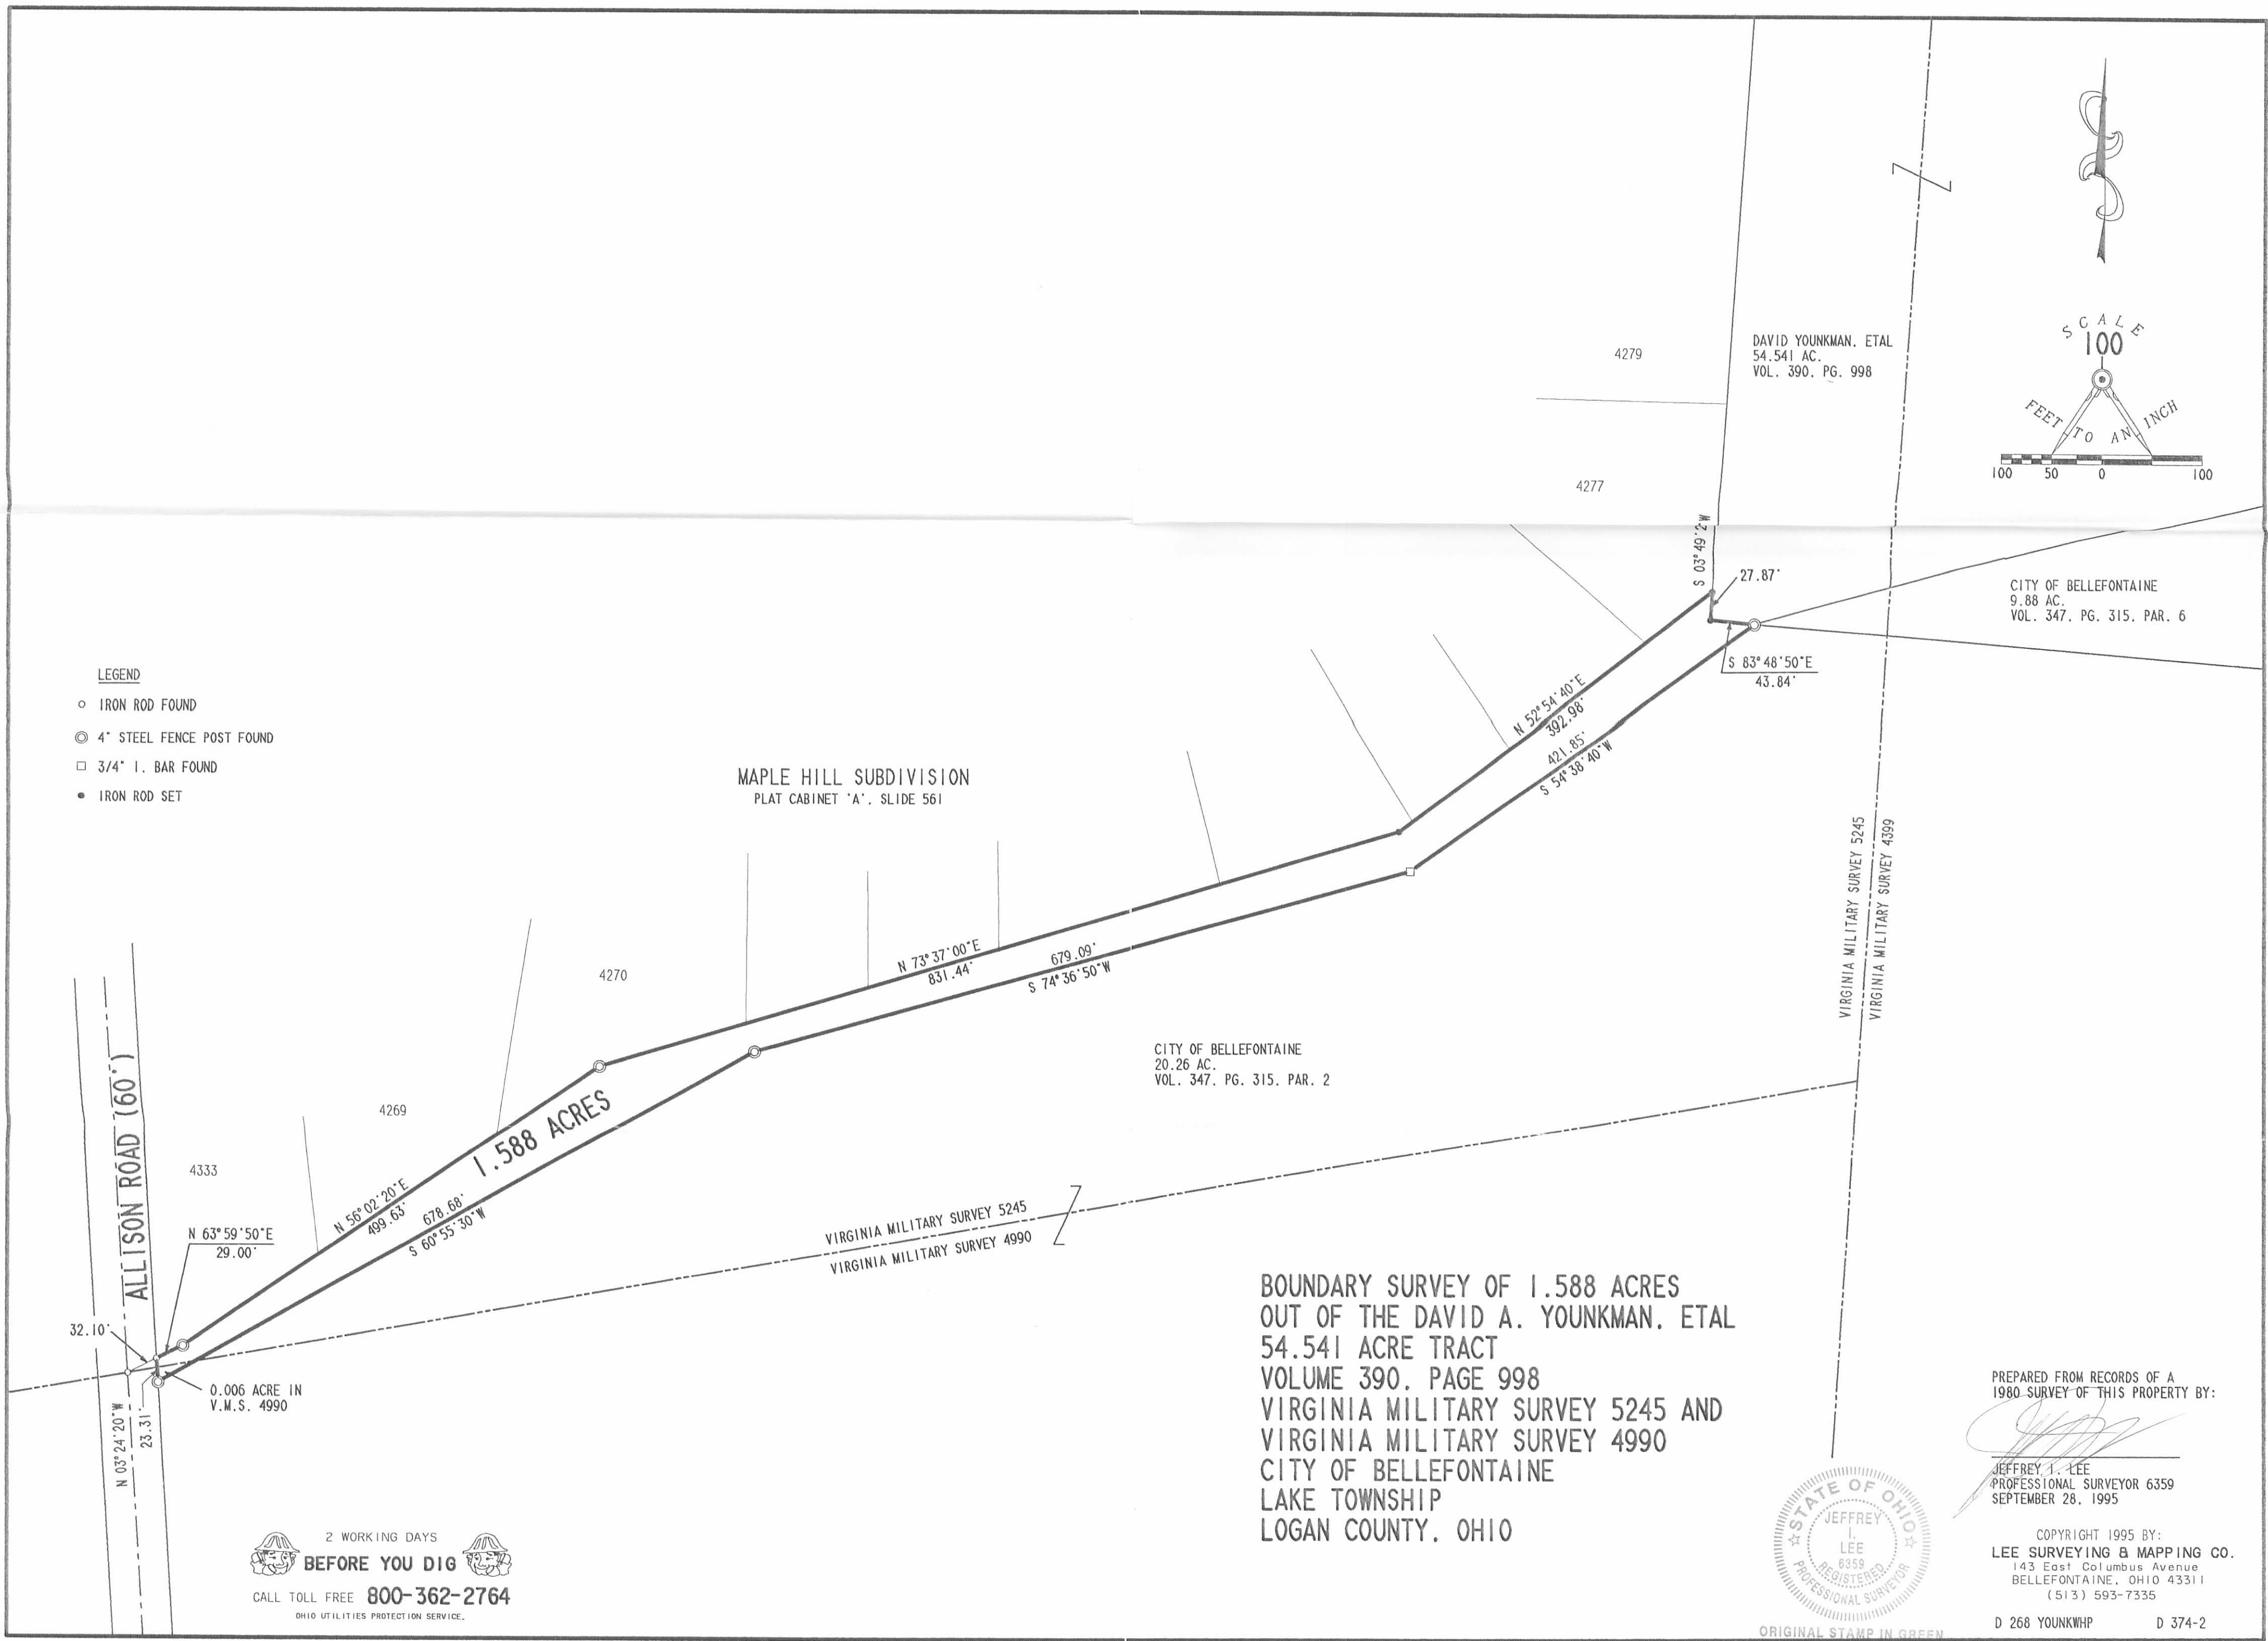 SCALE
100
FEET TO AN INCH
100 50 0 100
DAVID YOUNKMAN, ETAL
54.541 AC.
VOL. 390, PG. 998
4279
4277
S 03°49'2"W
27.87'
CITY OF BELLEFONTAINE
9.88 AC.
VOL. 347, PG. 315, PAR. 6
S 83°48'50"E
43.84'
LEGEND
IRON ROD FOUND
4" STEEL FENCE POST FOUND
3/4" I. BAR FOUND
IRON ROD SET
MAPLE HILL SUBDIVISION
PLAT CABINET "A", SLIDE 561
N 52°54'40"E
392.98'
421.85'
S 54°38'40"W
VIRGINIA MILITARY SURVEY 5245
VIRGINIA MILITARY SURVEY 4399
N 73°37'00"E
831.44'
679.09'
S 74°36'50"W
4270
4269
4333
1.588 ACRES
CITY OF BELLEFONTAINE
20.26 AC.
VOL. 347, PG. 315, PAR. 2
ALLISON ROAD (60')
N 56°02'20"E
499.63'
678.68'
S 60°55'30"W
N 63°59'50"E
29.00'
VIRGINIA MILITARY SURVEY 5245
VIRGINIA MILITARY SURVEY 4990
32.10'
0.006 ACRE IN
V.M.S. 4990
N 03°24'20"W
23.31'
BOUNDARY SURVEY OF 1.588 ACRES
OUT OF THE DAVID A. YOUNKMAN, ETAL
54.541 ACRE TRACT
VOLUME 390, PAGE 998
VIRGINIA MILITARY SURVEY 5245 AND
VIRGINIA MILITARY SURVEY 4990
CITY OF BELLEFONTAINE
LAKE TOWNSHIP
LOGAN COUNTY, OHIO
PREPARED FROM RECORDS OF A
1980 SURVEY OF THIS PROPERTY BY:
JEFFREY I. LEE
PROFESSIONAL SURVEYOR 6359
SEPTEMBER 28, 1995
COPYRIGHT 1995 BY:
LEE SURVEYING & MAPPING CO.
143 East Columbus Avenue
BELLEFONTAINE, OHIO 43311
(513) 593-7335
D 268 YOUNKWHP D 374-2
STATE OF OHIO
JEFFREY
I.
LEE
6359
REGISTERED
PROFESSIONAL SURVEYOR
ORIGINAL STAMP IN GREEN
2 WORKING DAYS
BEFORE YOU DIG
CALL TOLL FREE 800-362-2764
OHIO UTILITIES PROTECTION SERVICE.